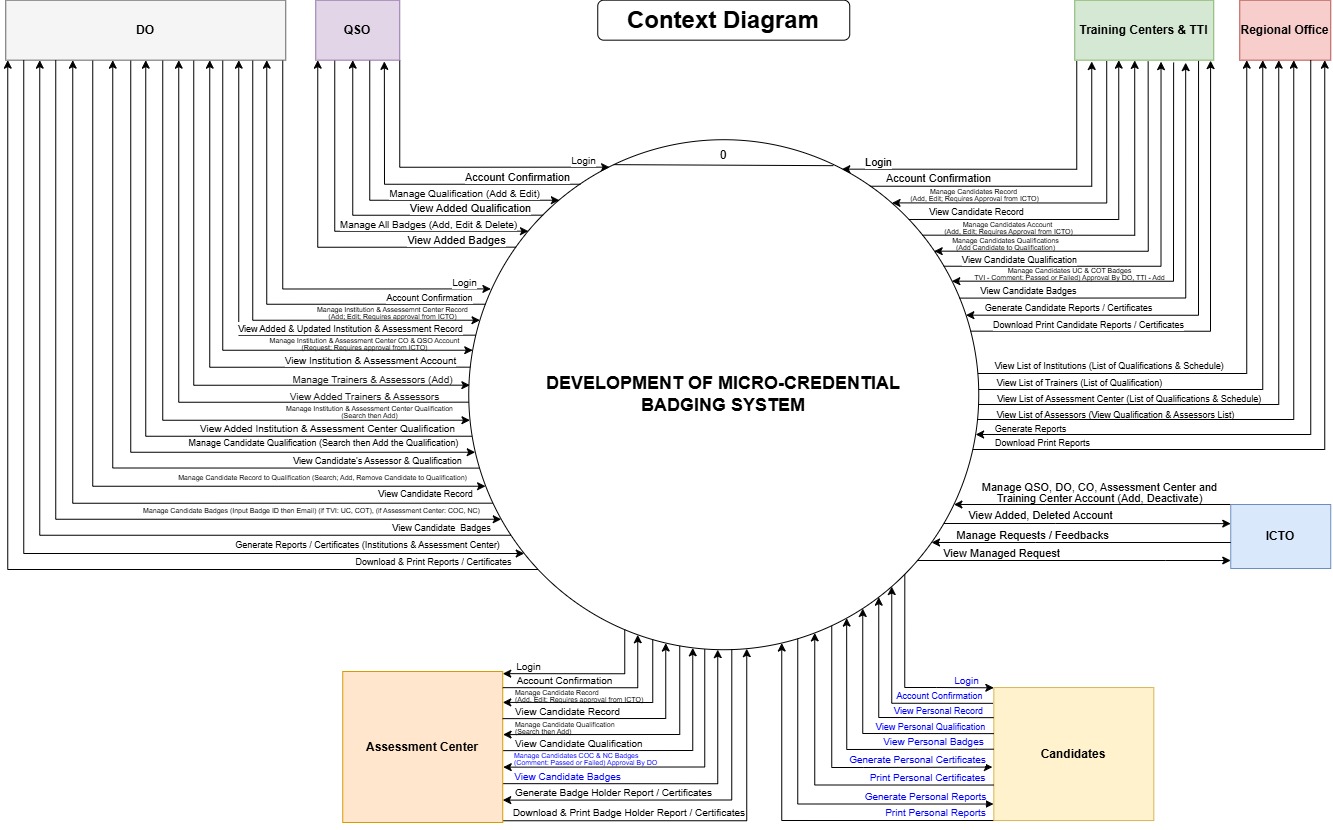 Context Diagram
DO
QSO
Training Centers & TTI
Regional Office
0
Login
Account Confirmation
Manage Qualification (Add & Edit)
View Added Qualification
Manage All Badges (Add, Edit & Delete)
View Added Badges
Login
Account Confirmation
Manage Institution & Assessemnt Center Record
(Add; Edit; Requires approval from ICTO)
View Added & Updated Institution & Assessment Record
Manage Institution & Assessment Center CO & QSO Account
(Request; Requires approval from ICTO)
View Institution & Assessment Account
Manage Trainers & Assessors (Add)
View Added Trainers & Assessors
Manage Institution & Assessment Center Qualification
(Search then Add)
View Added Institution & Assessment Center Qualification
Manage Candidate Qualification (Search then Add the Qualification)
View Candidate's Assessor & Qualification
Manage Candidate Record to Qualification (Search; Add, Remove Candidate to Qualification)
View Candidate Record
Manage Candidate Badges (Input Badge ID then Email) (if TVI: UC, COT), (if Assessment Center: COC, NC)
View Candidate Badges
Generate Reports / Certificates (Institutions & Assessment Center)
Download & Print Reports / Certificates
DEVELOPMENT OF MICRO-CREDENTIAL
BADGING SYSTEM
Login
Account Confirmation
Manage Candidates Record
(Add, Edit; Requires Approval from ICTO)
View Candidate Record
Manage Candidates Account
(Add, Edit; Requires Approval from ICTO)
Manage Candidates Qualifications
(Add Candidate to Qualification)
View Candidate Qualification
Manage Candidates UC & COT Badges
TVI - Comment: Passed or Failed) Approval By DO, TTI - Add
View Candidate Badges
Generate Candidate Reports / Certificates
Download Print Candidate Reports / Certificates
View List of Institutions (List of Qualifications & Schedule)
View List of Trainers (List of Qualification)
View List of Assessment Center (List of Qualifications & Schedule)
View List of Assessors (View Qualification & Assessors List)
Generate Reports
Download Print Reports
Manage QSO, DO, CO, Assessment Center and
Training Center Account (Add, Deactivate)
View Added, Deleted Account
Manage Requests / Feedbacks
View Managed Request
ICTO
Assessment Center
Login
Account Confirmation
Manage Candidate Record
(Add, Edit; Requires approval from ICTO)
View Candidate Record
Manage Candidate Qualification
(Search then Add)
View Candidate Qualification
Manage Candidates COC & NC Badges
(Comment: Passed or Failed) Approval By DO
View Candidate Badges
Generate Badge Holder Report / Certificates
Download & Print Badge Holder Report / Certificates
Login
Account Confirmation
View Personal Record
View Personal Qualification
View Personal Badges
Generate Personal Certificates
Print Personal Certificates
Generate Personal Reports
Print Personal Reports
Candidates